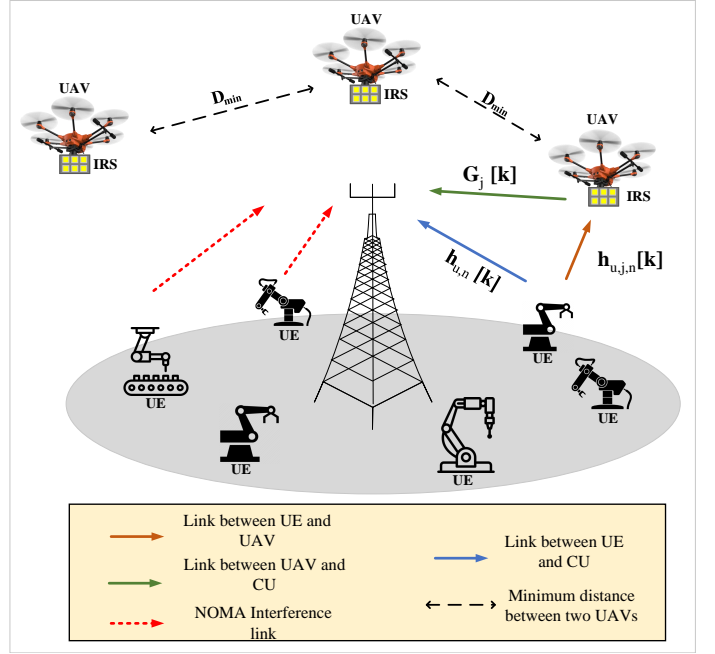 UAV
IRS
D_min
UAV
IRS
D_min
UAV
IRS
G_j [k]
h_{u,n} [k]
h_{u,j,n}[k]
UE
UE
UE
UE
UE
UE
Link between UE and
UAV
Link between UAV and
CU
NOMA Interference
link
Link between UE
and CU
Minimum distance
between two UAVs